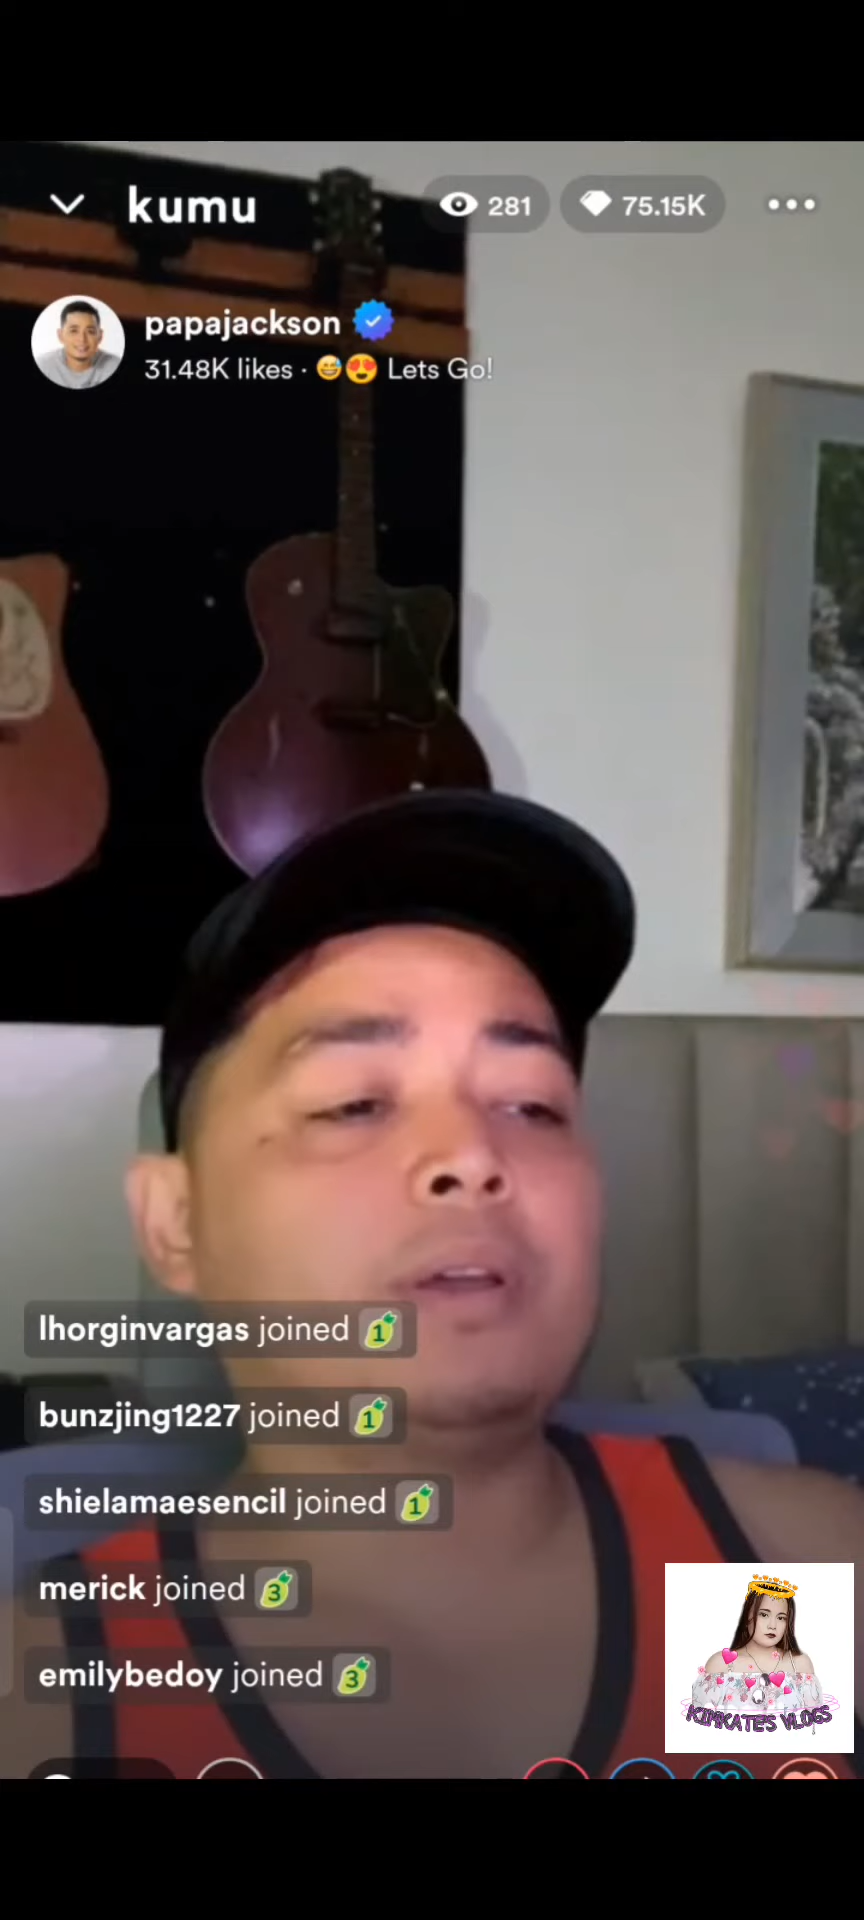 kumu
281
75.15K
papajackson
31.48K likes · 😅😍 Lets Go!
lhorginvargas joined 1
bunzjing1227 joined 1
shielamaesencil joined 1
merick joined 3
emilybedoy joined 3
KIMKATE'S VLOGS